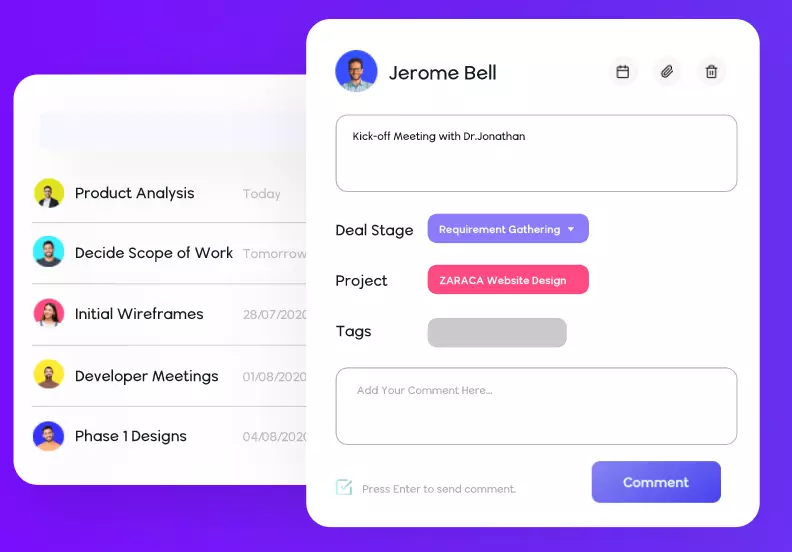 Jerome Bell
Kick-off Meeting with Dr.Jonathan
Product Analysis Today
Decide Scope of Work Tomorrow
Initial Wireframes 28/07/2020
Developer Meetings 01/08/2020
Phase 1 Designs 04/08/2020
Deal Stage Requirement Gathering
Project ZARACA Website Design
Tags
Add Your Comment Here...
Press Enter to send comment.
Comment